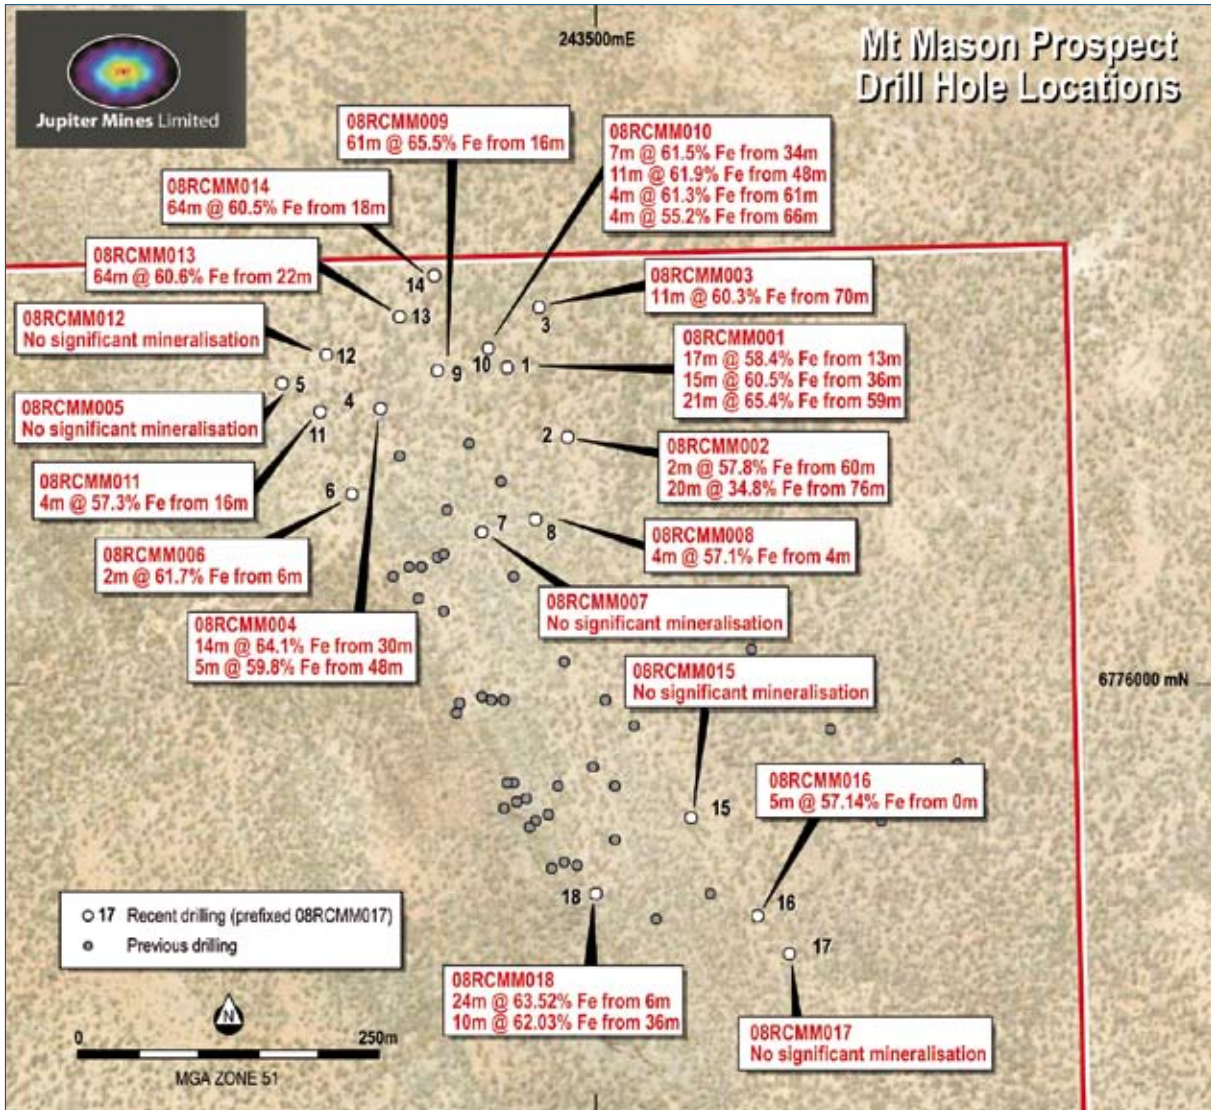 243500mE
Mt Mason Prospect
Drill Hole Locations
Jupiter Mines Limited
08RCMM009
61m @ 65.5% Fe from 16m
08RCMM010
7m @ 61.5% Fe from 34m
11m @ 61.9% Fe from 48m
4m @ 61.3% Fe from 61m
4m @ 55.2% Fe from 66m
08RCMM014
64m @ 60.5% Fe from 18m
08RCMM013
64m @ 60.6% Fe from 22m
14
08RCMM003
11m @ 60.3% Fe from 70m
13
3
08RCMM012
No significant mineralisation
12
10
1
9
08RCMM001
17m @ 58.4% Fe from 13m
15m @ 60.5% Fe from 36m
21m @ 65.4% Fe from 59m
5
08RCMM005
No significant mineralisation
4
11
2
08RCMM002
2m @ 57.8% Fe from 60m
20m @ 34.8% Fe from 76m
08RCMM011
4m @ 57.3% Fe from 16m
6
7
8
08RCMM008
4m @ 57.1% Fe from 4m
08RCMM006
2m @ 61.7% Fe from 6m
08RCMM007
No significant mineralisation
08RCMM004
14m @ 64.1% Fe from 30m
5m @ 59.8% Fe from 48m
08RCMM015
No significant mineralisation
6776000 mN
08RCMM016
5m @ 57.14% Fe from 0m
15
18
16
17
17 Recent drilling (prefixed 08RCMM017)
Previous drilling
08RCMM018
24m @ 63.52% Fe from 6m
10m @ 62.03% Fe from 36m
08RCMM017
No significant mineralisation
N
0
250m
MGA ZONE 51